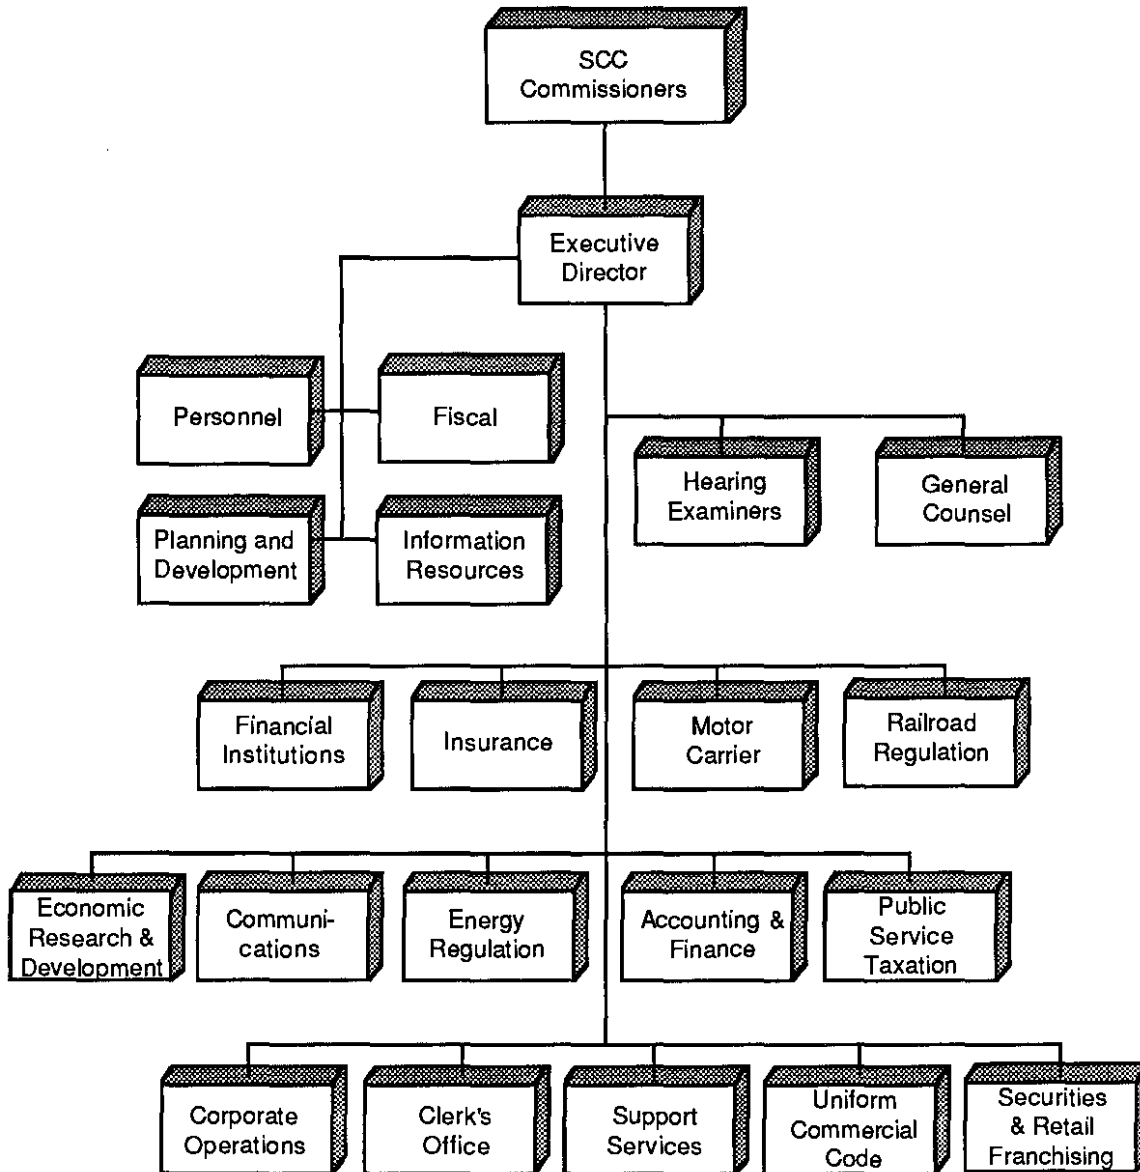 SCC
Commissioners
Executive
Director
Personnel
Fiscal
Hearing
Examiners
General
Counsel
Planning and
Development
Information
Resources
Financial
Institutions
Insurance
Motor
Carrier
Railroad
Regulation
Economic
Research &
Development
Communi-
cations
Energy
Regulation
Accounting &
Finance
Public
Service
Taxation
Corporate
Operations
Clerk's
Office
Support
Services
Uniform
Commercial
Code
Securities
& Retail
Franchising